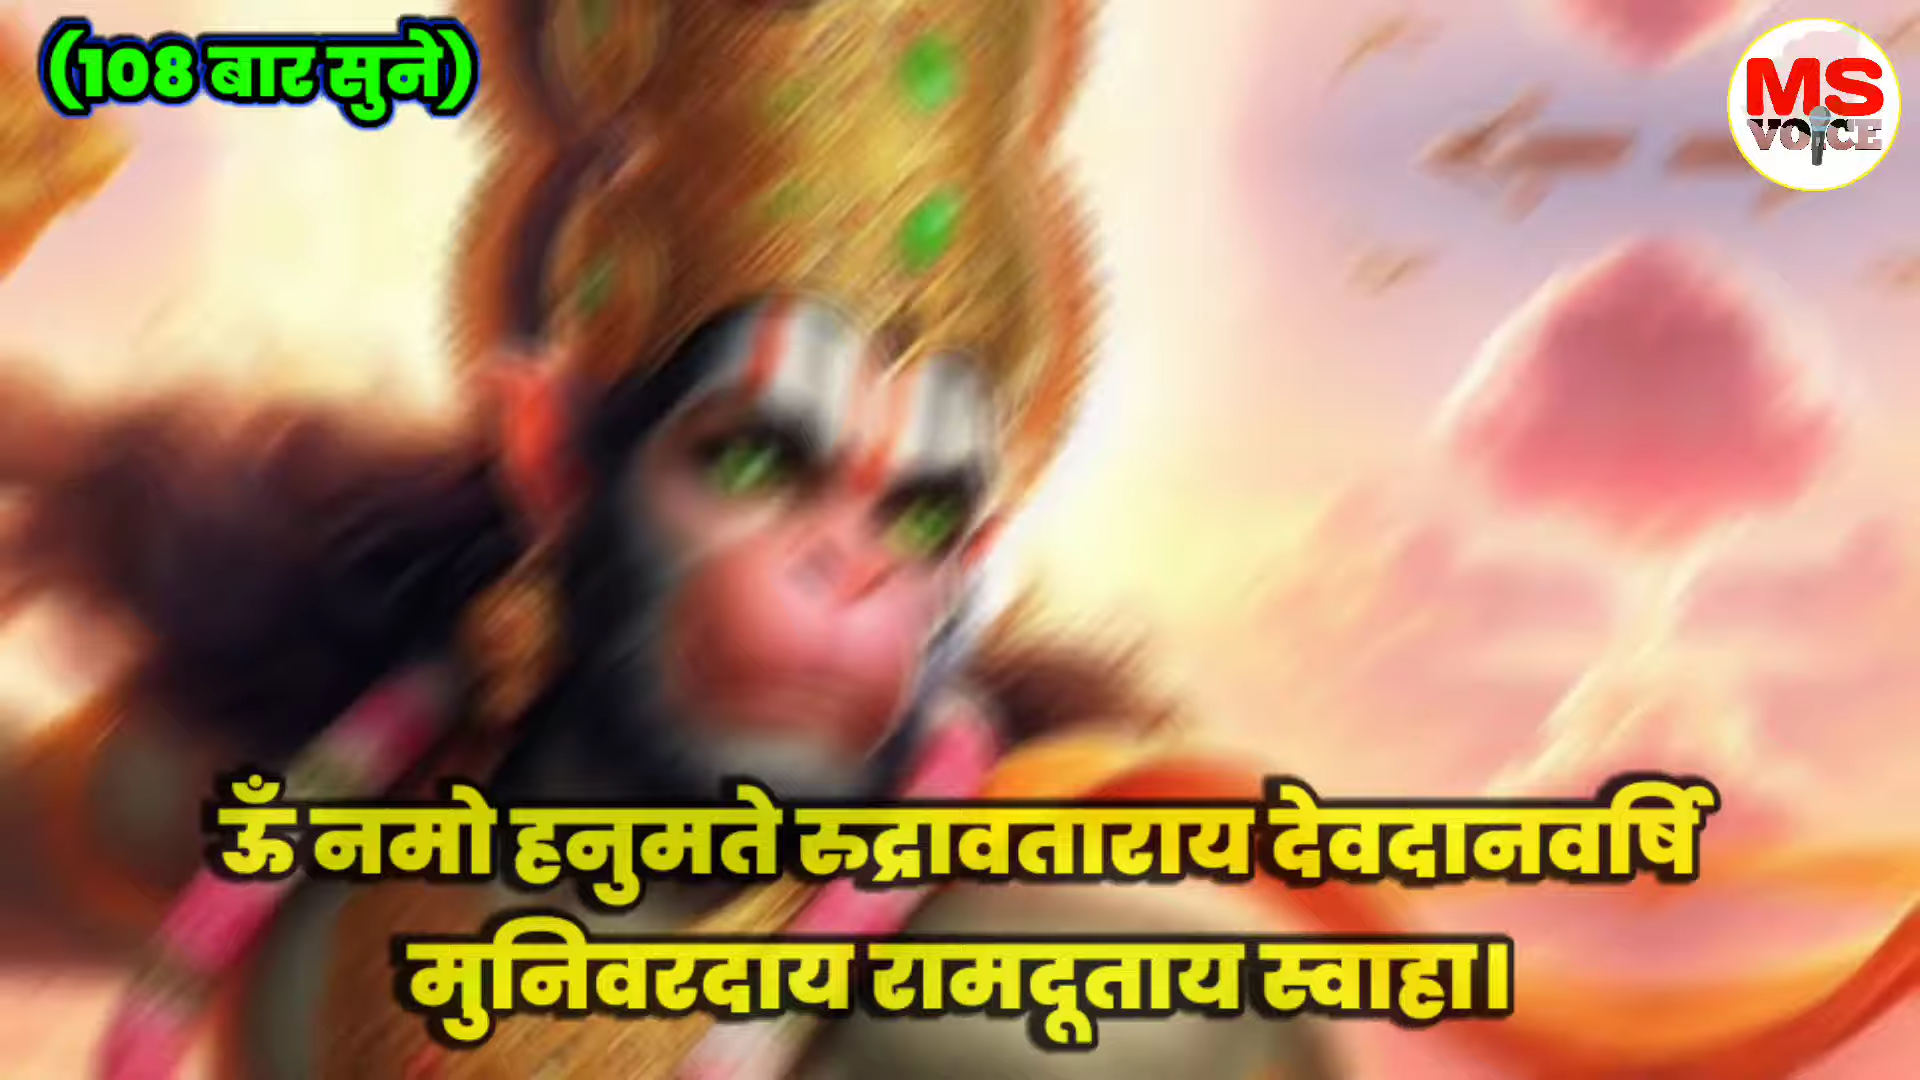 (108 बार सुने)
MS
VOICE
ऊँ नमो हनुमते रुद्रावताराय देवदानवर्षि
मुनिवरदाय रामदूताय स्वाहा।